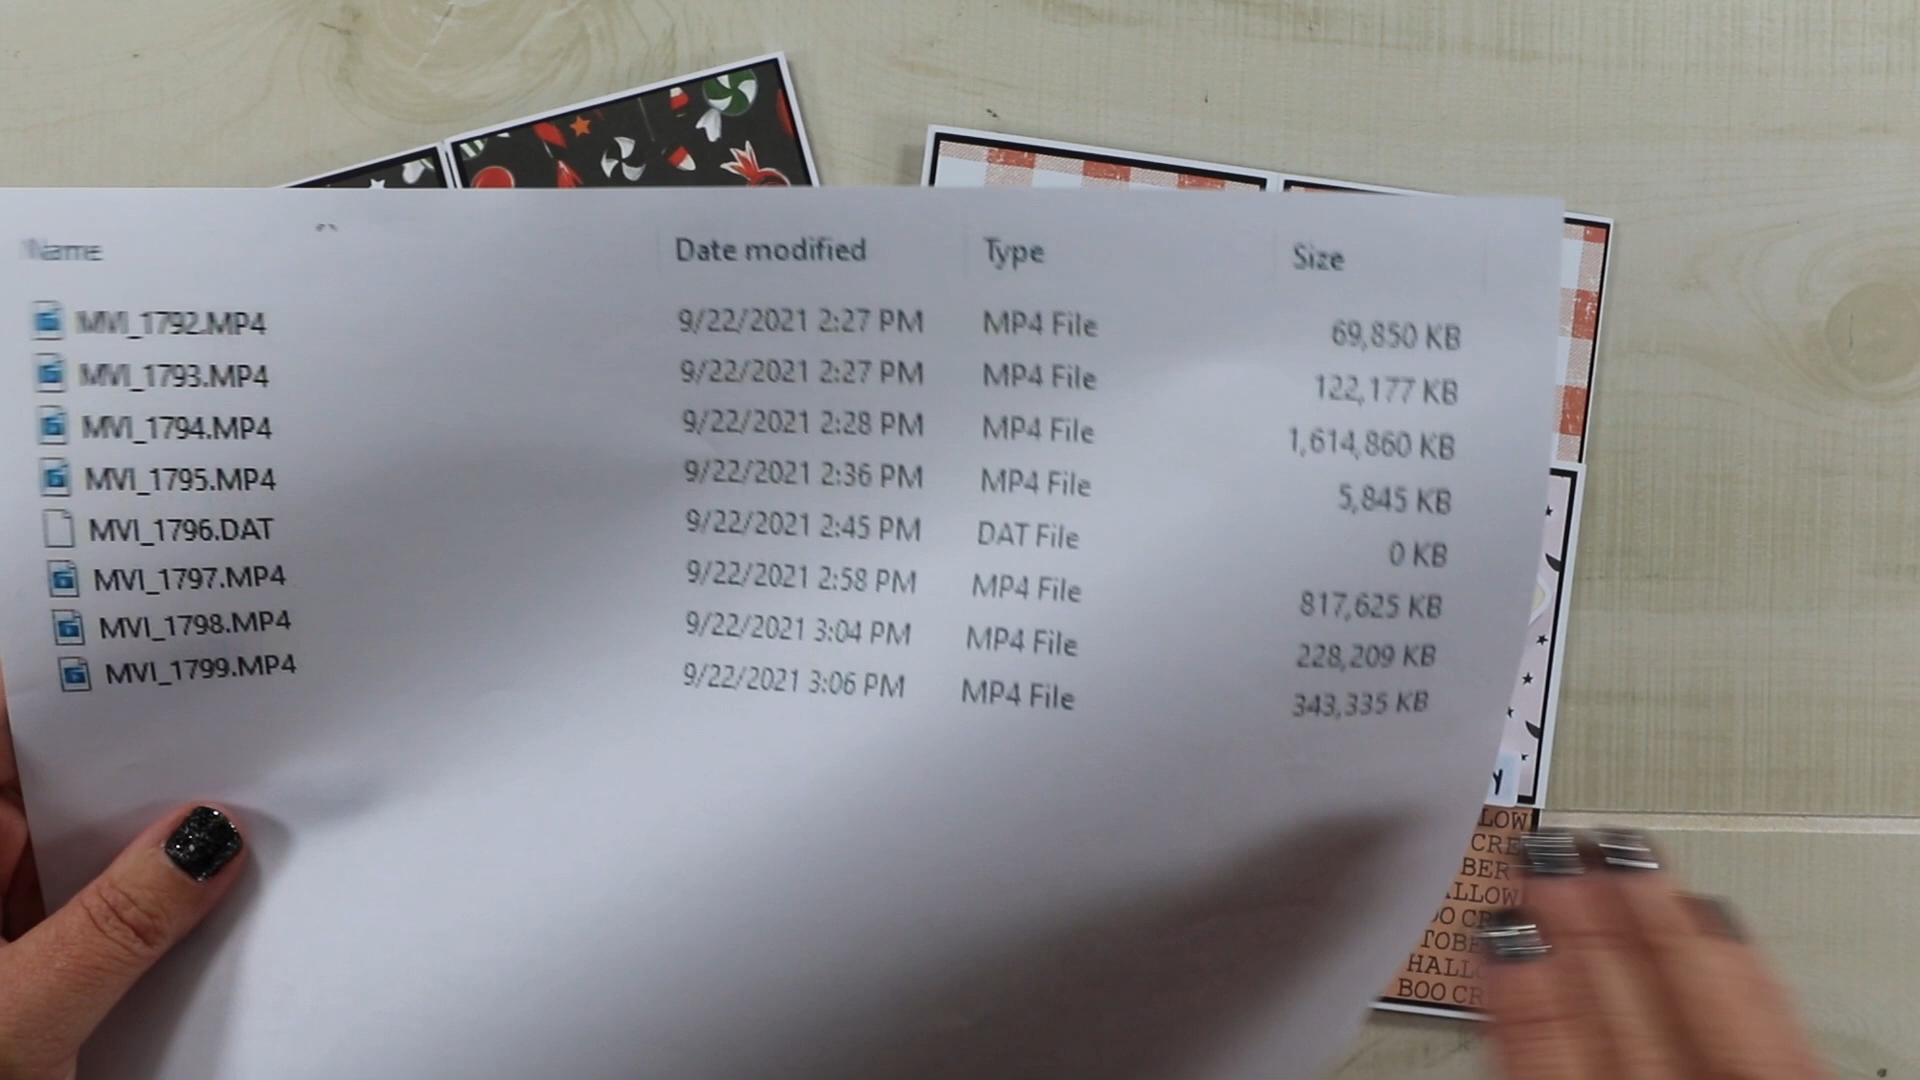 Name Date modified Type Size
MVI_1792.MP4 9/22/2021 2:27 PM MP4 File 69,850 KB
MVI_1793.MP4 9/22/2021 2:27 PM MP4 File 122,177 KB
MVI_1794.MP4 9/22/2021 2:28 PM MP4 File 1,614,860 KB
MVI_1795.MP4 9/22/2021 2:36 PM MP4 File 5,845 KB
MVI_1796.DAT 9/22/2021 2:45 PM DAT File 0 KB
MVI_1797.MP4 9/22/2021 2:58 PM MP4 File 817,625 KB
MVI_1798.MP4 9/22/2021 3:04 PM MP4 File 228,209 KB
MVI_1799.MP4 9/22/2021 3:06 PM MP4 File 343,335 KB
Y
LOW
CRE
BER
ALLOW
OO CR
TOBE
HALLO
BOO CR